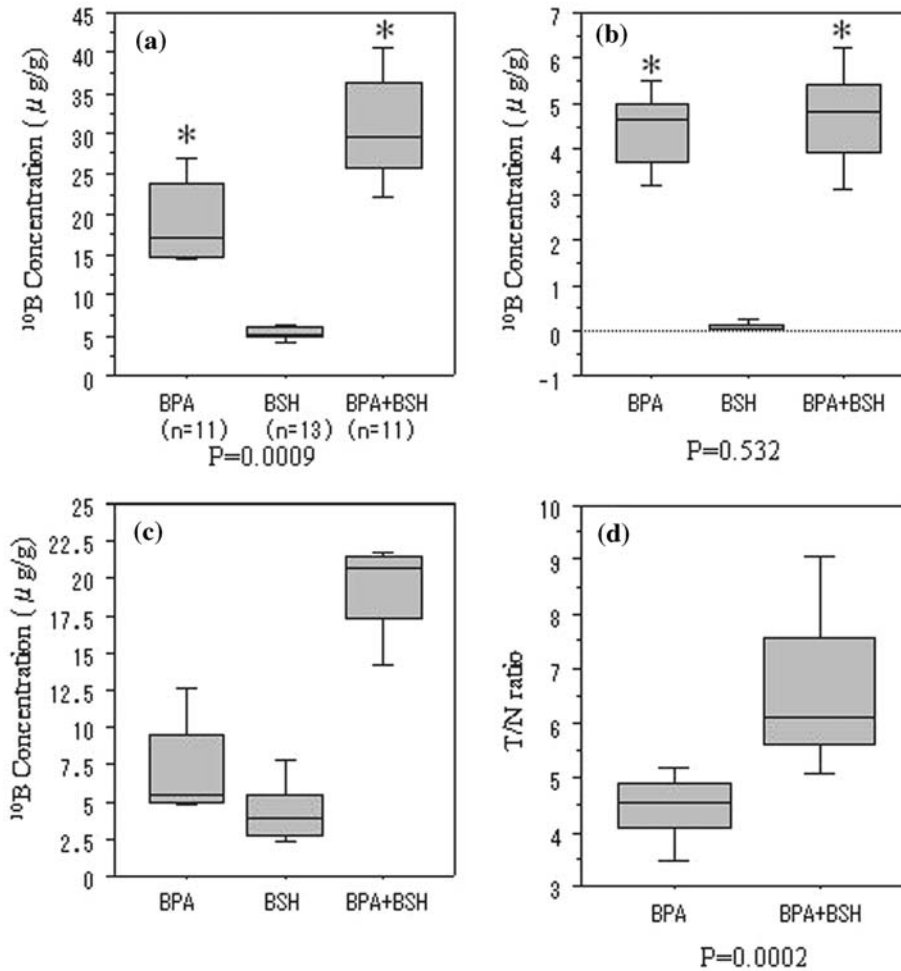 (a)
45
40
35
30
25
20
15
10
5
0
¹⁰B Concentration ( μ g/g)
*
*
BPA BSH BPA+BSH
(n=11) (n=13) (n=11)
P=0.0009
(b)
7
6
5
4
3
2
1
0
-1
¹⁰B Concentration ( μ g/g)
*
*
BPA BSH BPA+BSH
P=0.532
(c)
25
22.5
20
17.5
15
12.5
10
7.5
5
2.5
0
¹⁰B Concentration ( μ g/g)
BPA BSH BPA+BSH
(d)
10
9
8
7
6
5
4
3
T/N ratio
BPA BPA+BSH
P=0.0002